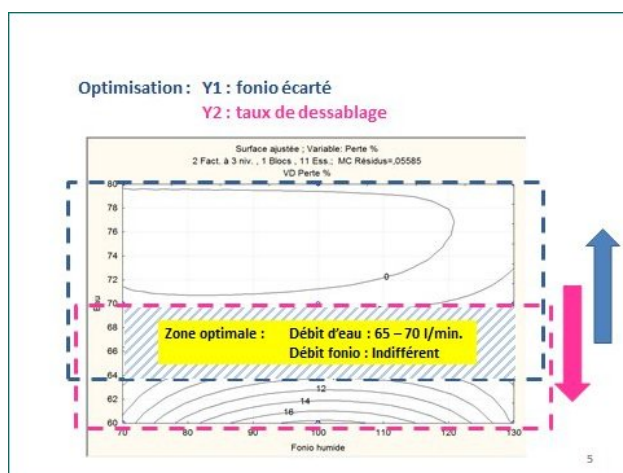 Optimisation : Y1 : fonio écarté
Y2 : taux de dessablage
Surface ajustée ; Variable: Perte %
2 Fact. à 3 niv. , 1 Blocs , 11 Ess.; MC Résidus=,05585
VD Perte %
80
78
76
74
72
70
68
66
64
62
60
Eau
0
0
Zone optimale : Débit d'eau : 65 – 70 l/min.
Débit fonio : Indifférent
12
14
16
70 80 90 100 110 120 130
Fonio humide
5